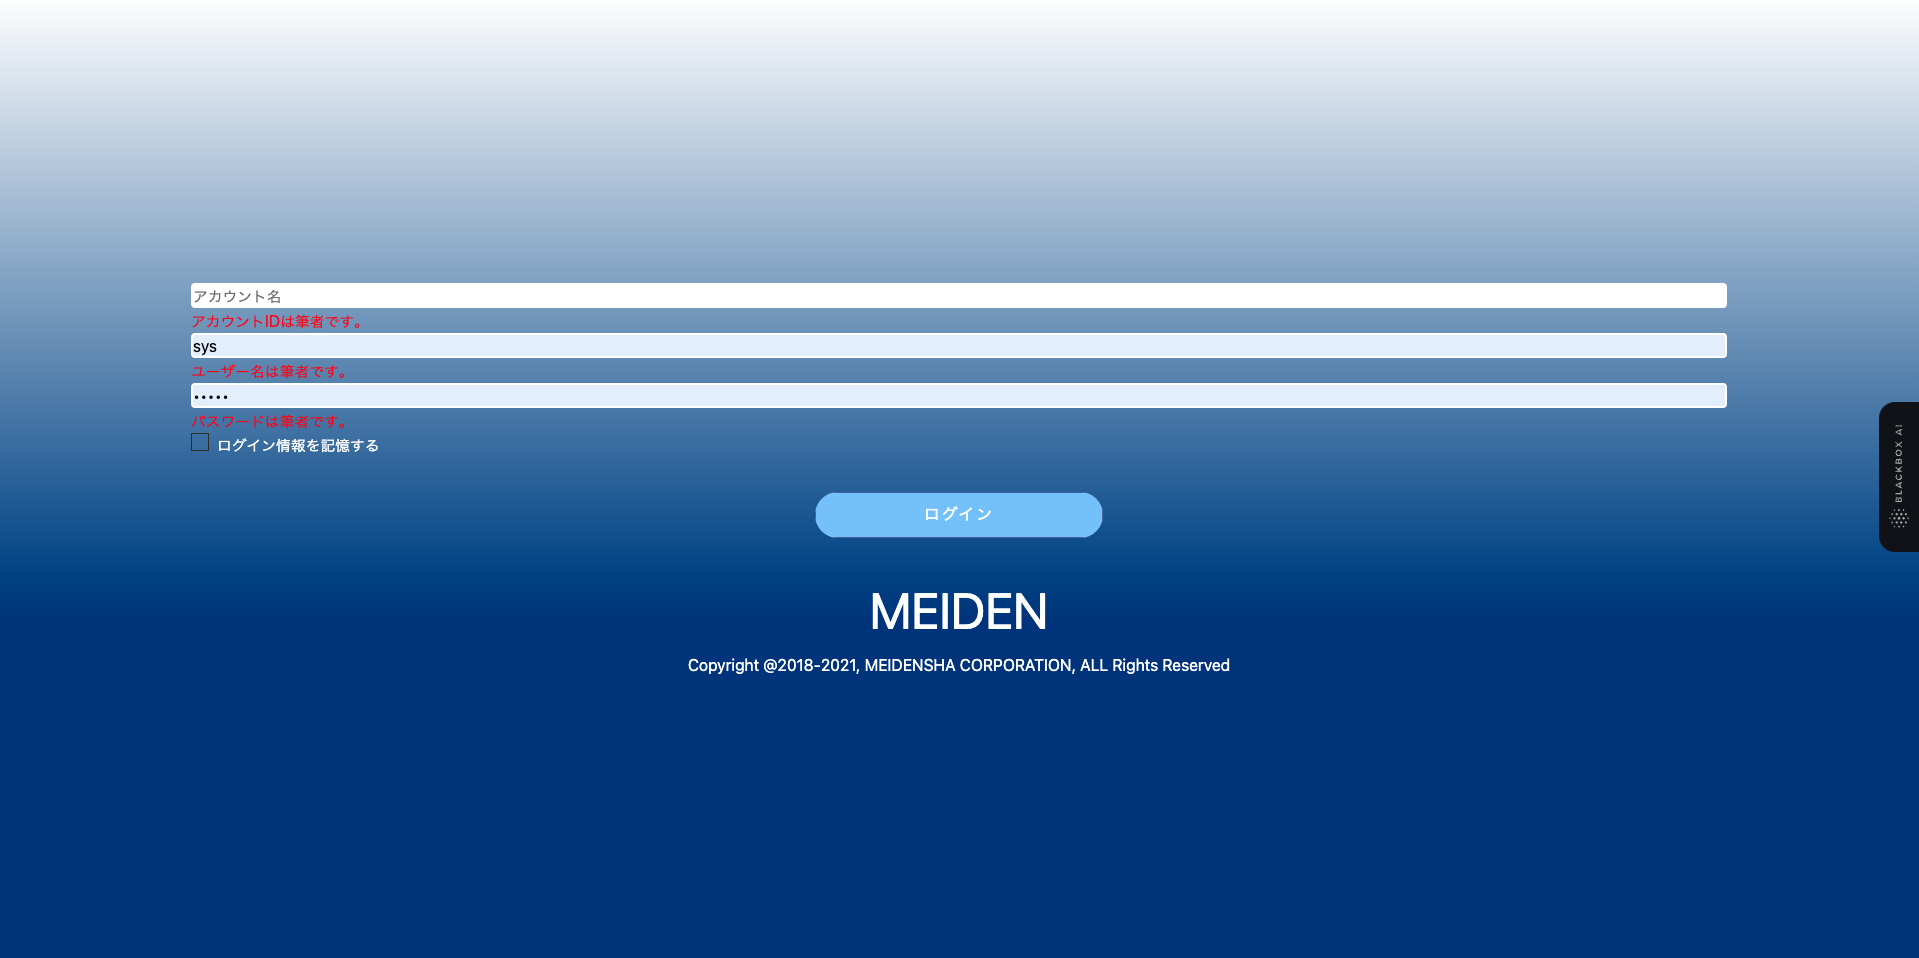 アカウント名
アカウントIDは筆者です。
sys
ユーザー名は筆者です。
•••••
パスワードは筆者です。
ログイン情報を記憶する
ログイン
BLACKBOX AI
MEIDEN
Copyright @2018-2021, MEIDENSHA CORPORATION, ALL Rights Reserved